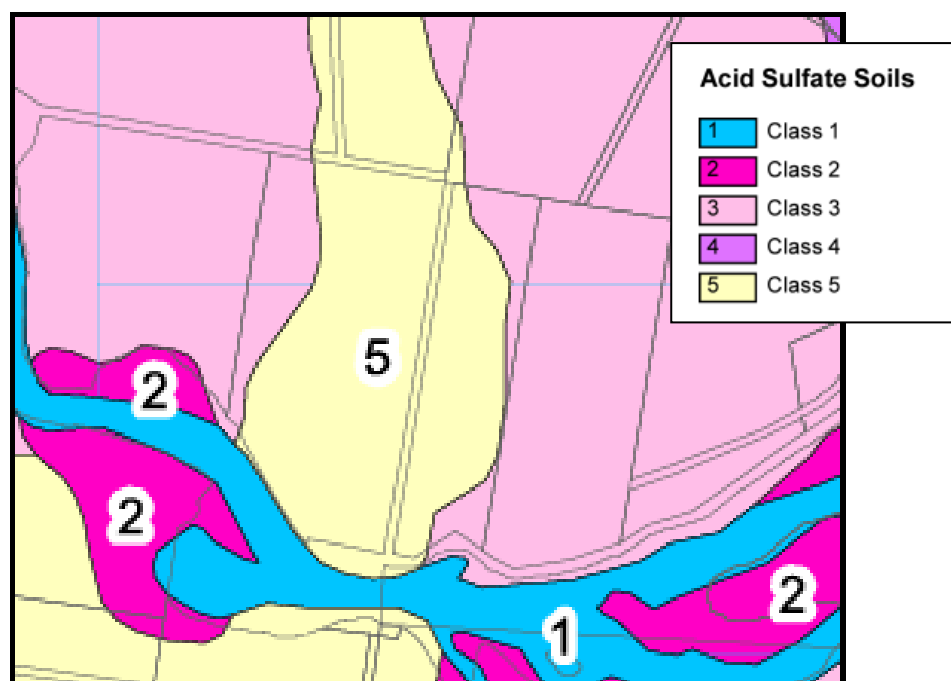 Acid Sulfate Soils
1 Class 1
2 Class 2
3 Class 3
4 Class 4
5 Class 5
5
2
2
2
1